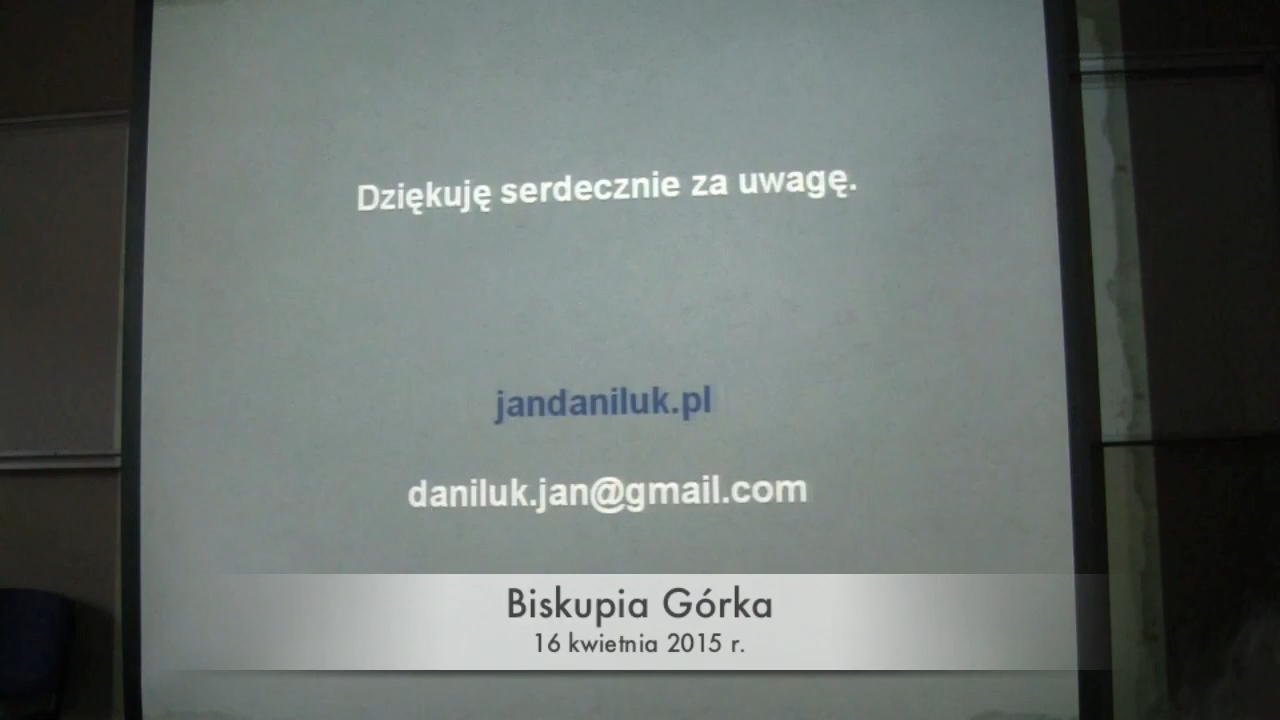 Dziękuję serdecznie za uwagę.
jandaniluk.pl
daniluk.jan@gmail.com
Biskupia Górka
16 kwietnia 2015 r.